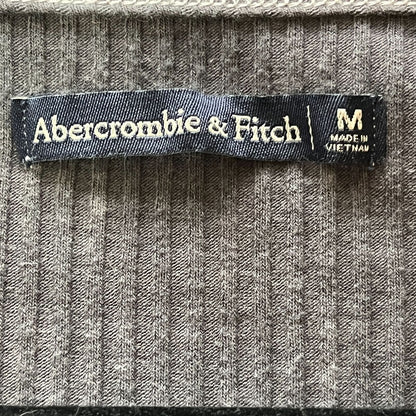 Abercrombie & Fitch
M
MADE IN
VIETNAM